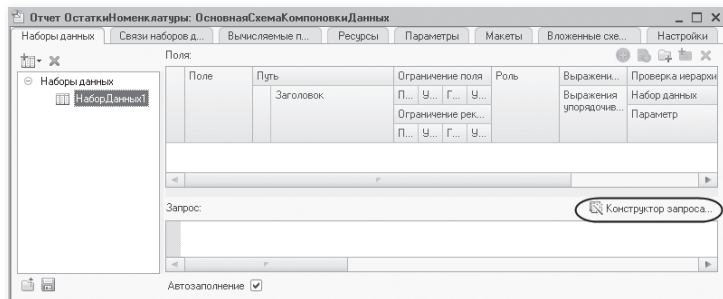 Отчет ОстаткиНоменклатуры: ОсновнаяСхемаКомпоновкиДанных
Наборы данных Связи наборов д... Вычисляемые п... Ресурсы Параметры Макеты Вложенные схе... Настройки
Поля:
Наборы данных
НаборДанных1
Поле Путь Ограничение поля Роль Выражени... Проверка иерархи
Заголовок П... У... Г... У... Выражения упорядочив... Набор данных
Ограничение рек... Параметр
П... У... Г... У...
Запрос: Конструктор запроса...
Автозаполнение